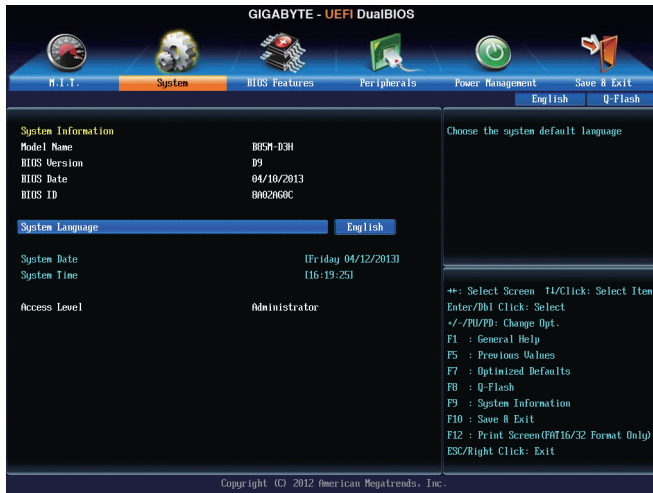 GIGABYTE - UEFI DualBIOS
M.I.T. System BIOS Features Peripherals Power Management Save & Exit
English Q-Flash
System Information
Model Name B85M-D3H
BIOS Version D9
BIOS Date 04/10/2013
BIOS ID 8A02AG0C
System Language English
System Date [Friday 04/12/2013]
System Time [16:19:25]
Access Level Administrator
Choose the system default language
→←: Select Screen ↑↓/Click: Select Item
Enter/Dbl Click: Select
+/-/PU/PD: Change Opt.
F1 : General Help
F5 : Previous Values
F7 : Optimized Defaults
F8 : Q-Flash
F9 : System Information
F10 : Save & Exit
F12 : Print Screen(FAT16/32 Format Only)
ESC/Right Click: Exit
Copyright (C) 2012 American Megatrends, Inc.